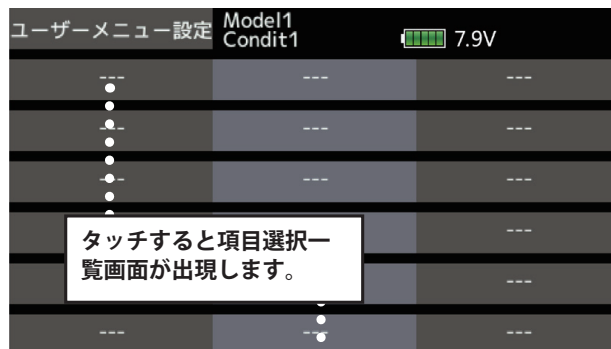 ユーザーメニュー設定 Model1
Condit1 7.9V
--- --- ---
--- --- ---
--- --- ---
---
タッチすると項目選択一
覧画面が出現します。
---
--- --- ---